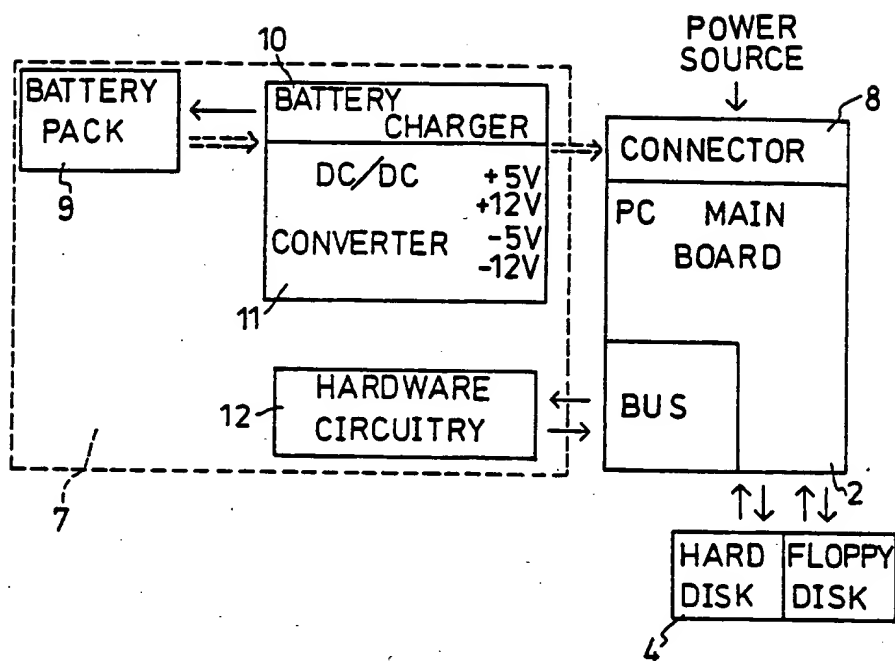 10
POWER
SOURCE
8
BATTERY
PACK
9
BATTERY
CHARGER
CONNECTOR
DC/DC
+5V
+12V
CONVERTER
-5V
-12V
11
PC MAIN
BOARD
HARDWARE
CIRCUITRY
12
BUS
7
2
HARD
DISK
FLOPPY
DISK
4